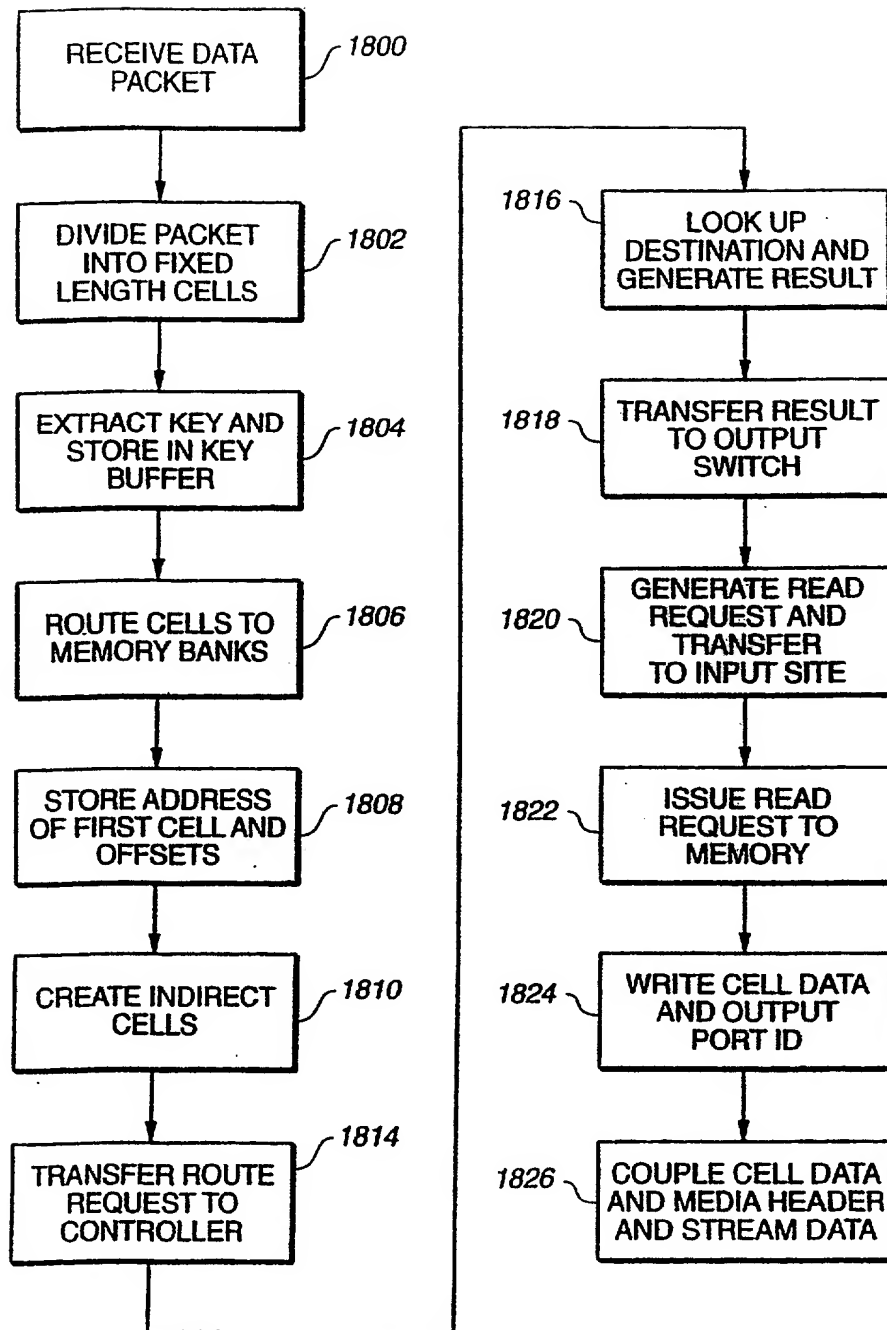 RECEIVE DATA
PACKET
1800
DIVIDE PACKET
INTO FIXED
LENGTH CELLS
1802
EXTRACT KEY AND
STORE IN KEY
BUFFER
1804
ROUTE CELLS TO
MEMORY BANKS
1806
STORE ADDRESS
OF FIRST CELL AND
OFFSETS
1808
CREATE INDIRECT
CELLS
1810
TRANSFER ROUTE
REQUEST TO
CONTROLLER
1814
1816
LOOK UP
DESTINATION AND
GENERATE RESULT
1818
TRANSFER RESULT
TO OUTPUT
SWITCH
1820
GENERATE READ
REQUEST AND
TRANSFER
TO INPUT SITE
1822
ISSUE READ
REQUEST TO
MEMORY
1824
WRITE CELL DATA
AND OUTPUT
PORT ID
1826
COUPLE CELL DATA
AND MEDIA HEADER
AND STREAM DATA